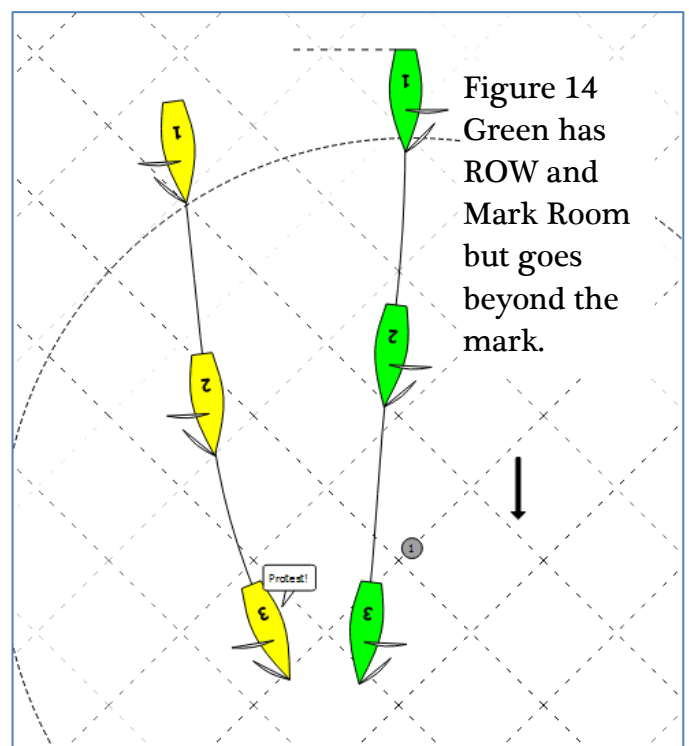 1
1
Figure 14
Green has
ROW and
Mark Room
but goes
beyond the
mark.
2
2
1
Protest!
3
3